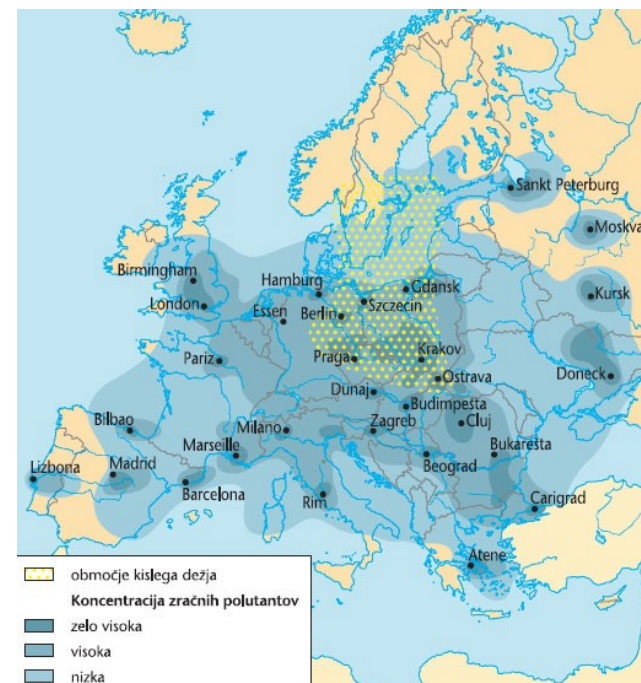 Sankt Peterburg
Moskva
Birmingham
Hamburg
Gdansk
Kursk
London
Essen
Berlin
Szczecin
Pariz
Praga
Krakov
Doneck
Dunaj
Ostrava
Budimpešta
Bilbao
Milano
Zagreb
Cluj
Marseille
Beograd
Bukarešta
Lizbona
Madrid
Barcelona
Rim
Carigrad
Atene
območje kislega dežja
Koncentracija zračnih polutantov
zelo visoka
visoka
nizka